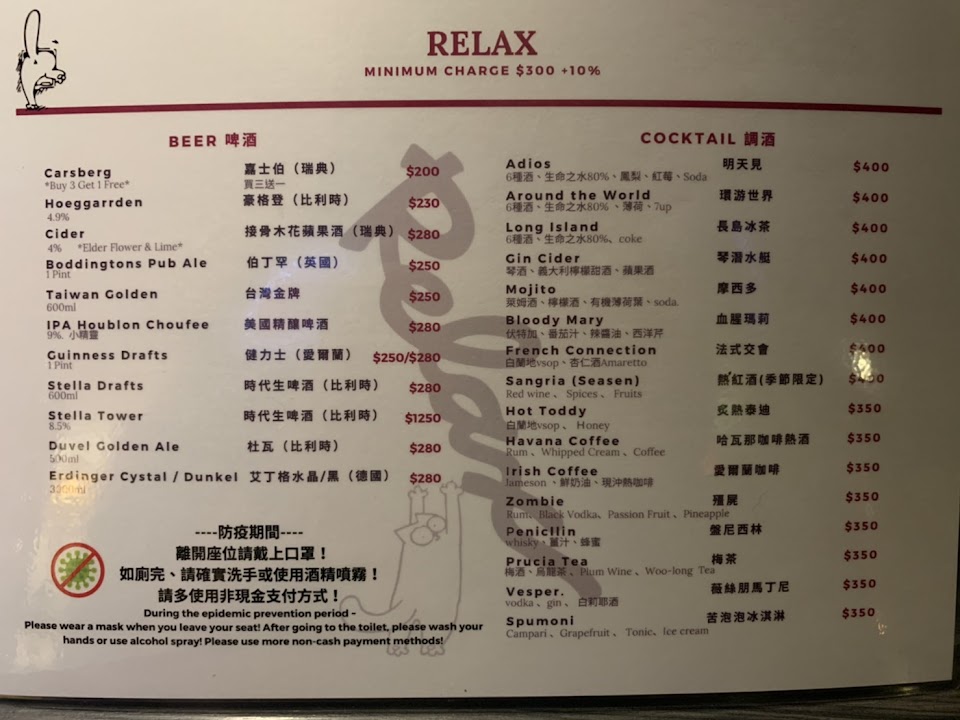 RELAX
MINIMUM CHARGE $300 +10%
BEER 啤酒
Carsberg 嘉士伯（瑞典） $200
*Buy 3 Get 1 Free* 買三送一
Hoeggarrden 豪格登（比利時） $230
4.9%
Cider 接骨木花蘋果酒（瑞典） $280
4% *Elder Flower & Lime*
Boddingtons Pub Ale 伯丁罕（英國） $250
1 Pint
Taiwan Golden 台灣金牌 $250
600ml
IPA Houblon Choufee 美國精釀啤酒 $280
9%. 小精靈
Guinness Drafts 健力士（愛爾蘭） $250/$280
1 Pint
Stella Drafts 時代生啤酒（比利時） $280
600ml
Stella Tower 時代生啤酒（比利時） $1250
8.5%
Duvel Golden Ale 杜瓦（比利時） $280
500ml
Erdinger Cystal / Dunkel 艾丁格水晶/黑（德國） $280
----防疫期間----
離開座位請戴上口罩！
如廁完、請確實洗手或使用酒精噴霧！
請多使用非現金支付方式！
During the epidemic prevention period -
Please wear a mask when you leave your seat! After going to the toilet, please wash your
hands or use alcohol spray! Please use more non-cash payment methods!
COCKTAIL 調酒
Adios 明天見 $400
6種酒、生命之水80%、鳳梨、紅莓、Soda
Around the World 環游世界 $400
6種酒、生命之水80% 、薄荷、7up
Long Island 長島冰茶 $400
6種酒、生命之水80%、coke
Gin Cider 琴潛水艇 $400
琴酒、義大利檸檬甜酒、蘋果酒
Mojito 摩西多 $400
萊姆酒、檸檬酒、有機薄荷葉、soda.
Bloody Mary 血腥瑪莉 $400
伏特加、番茄汁、辣醬油、西洋芹
French Connection 法式交會 $400
白蘭地vsop、杏仁酒Amaretto
Sangria (Seasen) 熱紅酒(季節限定) $400
Red wine 、 Spices 、 Fruits
Hot Toddy 炙熱泰迪 $350
白蘭地vsop 、 Honey
Havana Coffee 哈瓦那咖啡熱酒 $350
Rum 、Whipped Cream 、Coffee
Irish Coffee 愛爾蘭咖啡 $350
Jameson 、鮮奶油、現沖熱咖啡
Zombie 殭屍 $350
Rum、Black Vodka、Passion Fruit 、Pineapple
Penicllin 盤尼西林 $350
whisky、薑汁、蜂蜜
Prucia Tea 梅茶 $350
梅酒、烏龍茶 、Plum Wine 、Woo-long Tea
Vesper. 薇絲朋馬丁尼 $350
vodka 、gin 、 白莉耶酒
Spumoni 苦泡泡冰淇淋 $350
Campari 、Grapefruit 、 Tonic、Ice cream
Relax